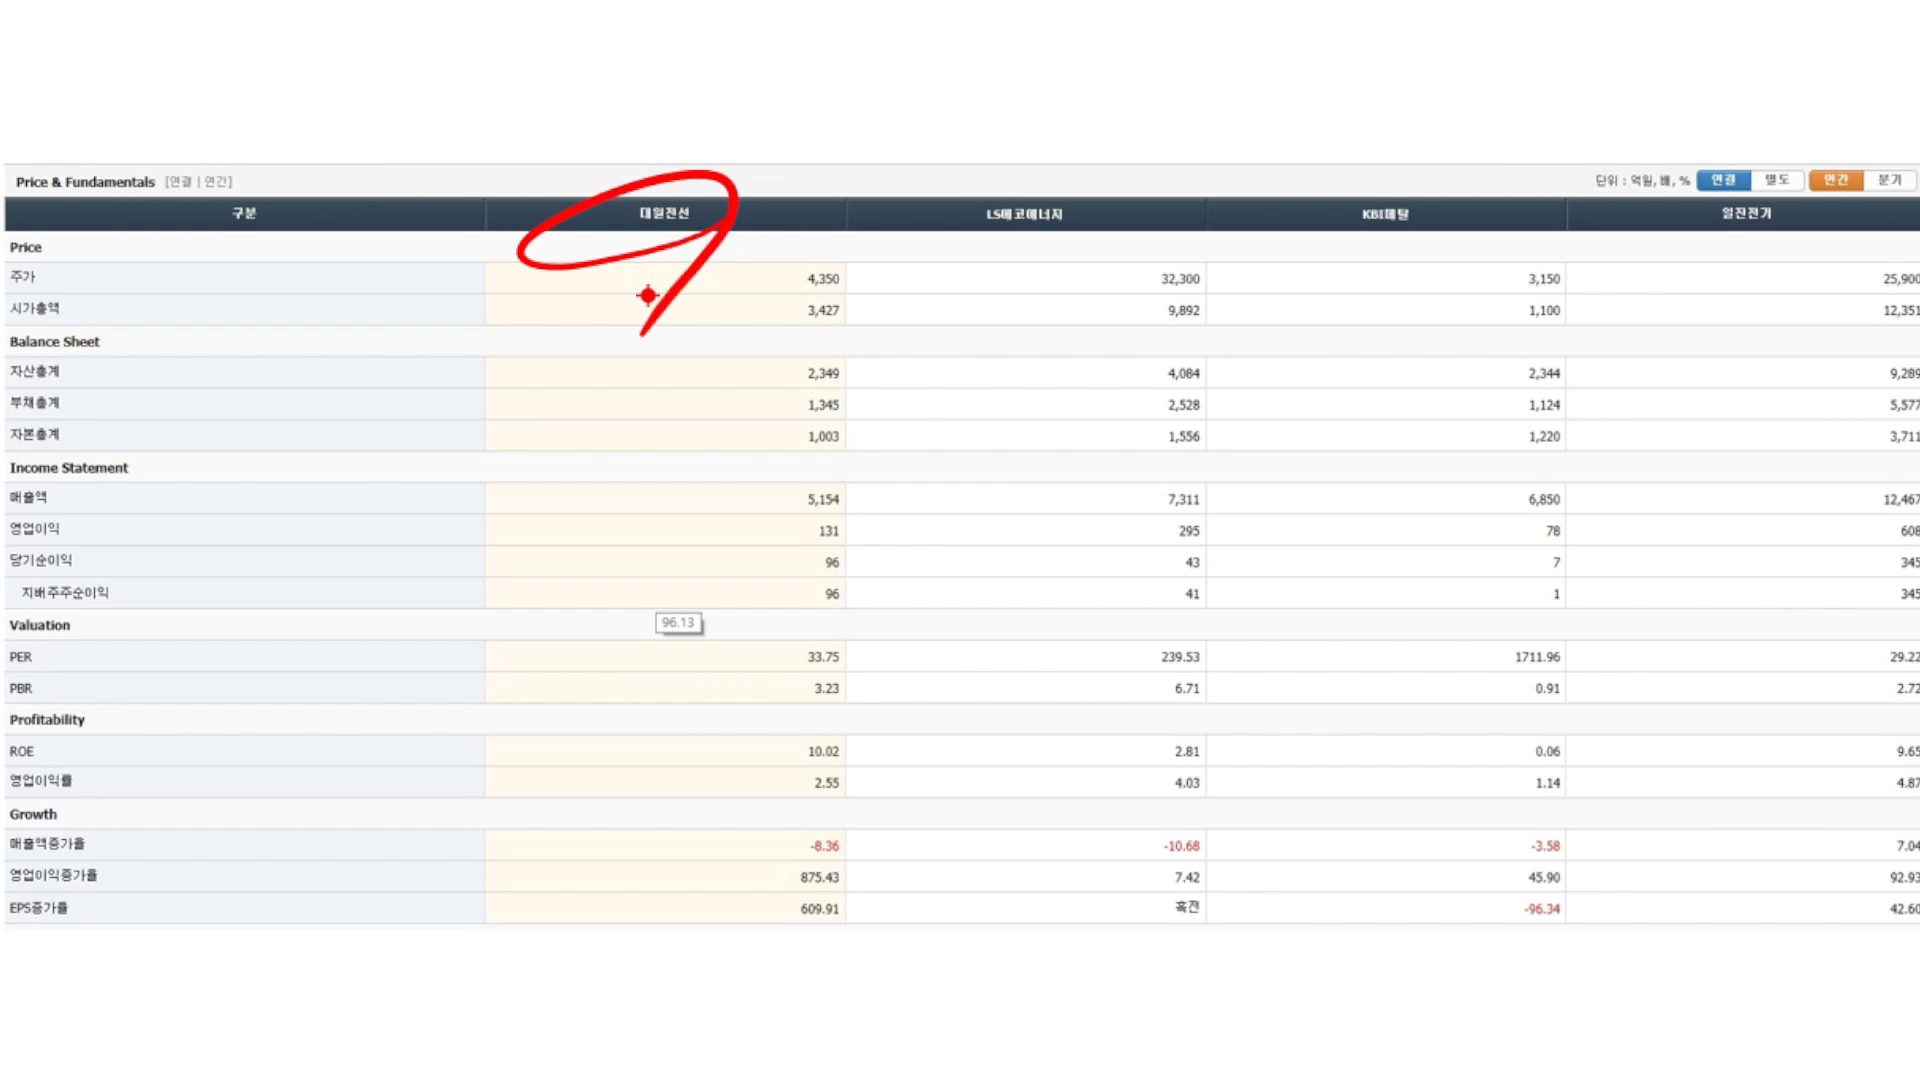 Price & Fundamentals [연결 | 연간] 단위 : 억원, 배, % 연결 별도 연간 분기
구분 대원전선 LS에코에너지 KBI메탈 일진전기
Price
주가 4,350 32,300 3,150 25,900
시가총액 3,427 9,892 1,100 12,351
Balance Sheet
자산총계 2,349 4,084 2,344 9,289
부채총계 1,345 2,528 1,124 5,577
자본총계 1,003 1,556 1,220 3,711
Income Statement
매출액 5,154 7,311 6,850 12,467
영업이익 131 295 78 608
당기순이익 96 43 7 345
지배주주순이익 96 41 1 345
Valuation 96.13
PER 33.75 239.53 1711.96 29.22
PBR 3.23 6.71 0.91 2.72
Profitability
ROE 10.02 2.81 0.06 9.65
영업이익률 2.55 4.03 1.14 4.87
Growth
매출액증가율 -8.36 -10.68 -3.58 7.04
영업이익증가율 875.43 7.42 45.90 92.93
EPS증가율 609.91 흑전 -96.34 42.60